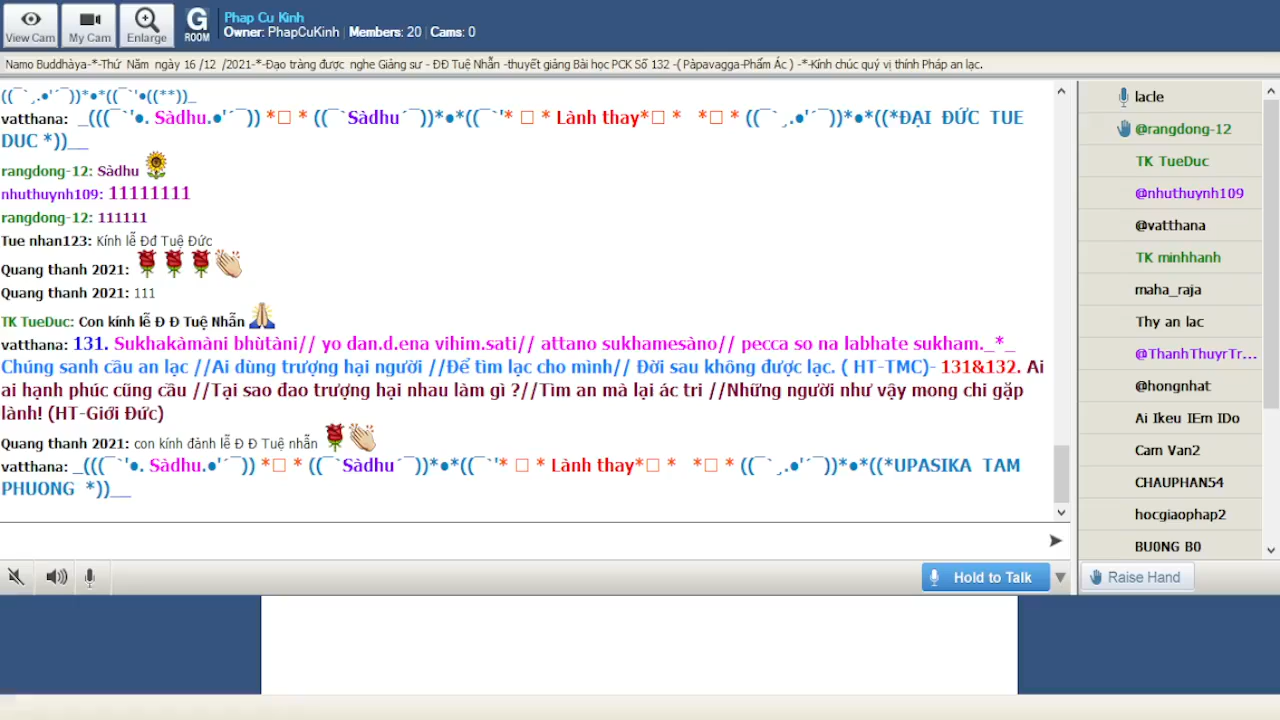 View Cam
My Cam
Enlarge
G
ROOM
Phap Cu Kinh
Owner: PhapCuKinh | Members: 20 | Cams: 0
Namo Buddhàya-*-Thứ Năm ngày 16 /12 /2021-*-Đạo tràng được nghe Giảng sư - ĐĐ Tuệ Nhẫn -thuyết giảng Bài học PCK Số 132 -( Pàpavagga-Phẩm Ác ) -*-Kính chúc quý vị thính Pháp an lạc.
((¯`¸.●'´¯))*●*((¯`'●((**))_
vatthana: _(((¯`'●. Sàdhu.●'´¯)) *□ * ((¯`Sàdhu´¯))*●*((¯`'* □ * Lành thay*□ * *□ * ((¯`¸.●'´¯))*●*((*ĐẠI ĐỨC TUE
DUC *))__
rangdong-12: Sàdhu 🌻
nhuthuynh109: 11111111
rangdong-12: 111111
Tue nhan123: Kính lễ Đđ Tuệ Đức
Quang thanh 2021: 🌹🌹🌹👏
Quang thanh 2021: 111
TK TueDuc: Con kính lễ Đ Đ Tuệ Nhẫn 🙏
vatthana: 131. Sukhakàmàni bhùtàni// yo dan.d.ena vihim.sati// attano sukhamesàno// pecca so na labhate sukham._*_
Chúng sanh cầu an lạc //Ai dùng trượng hại người //Để tìm lạc cho mình// Đời sau không được lạc. ( HT-TMC)- 131&132. Ai
ai hạnh phúc cũng cầu //Tại sao đao trượng hại nhau làm gì ?//Tìm an mà lại ác tri //Những người như vậy mong chi gặp
lành! (HT-Giới Đức)
Quang thanh 2021: con kính đảnh lễ Đ Đ Tuệ nhẫn 🌹👏
vatthana: _(((¯`'●. Sàdhu.●'´¯)) *□ * ((¯`Sàdhu´¯))*●*((¯`'* □ * Lành thay*□ * *□ * ((¯`¸.●'´¯))*●*((*UPASIKA TAM
PHUONG *))__
Hold to Talk
lacle
@rangdong-12
TK TueDuc
@nhuthuynh109
@vatthana
TK minhhanh
maha_raja
Thy an lac
@ThanhThuyrTr...
@hongnhat
Ai Ikeu IEm IDo
Cam Van2
CHAUPHAN54
hocgiaophap2
BU0NG B0
Raise Hand